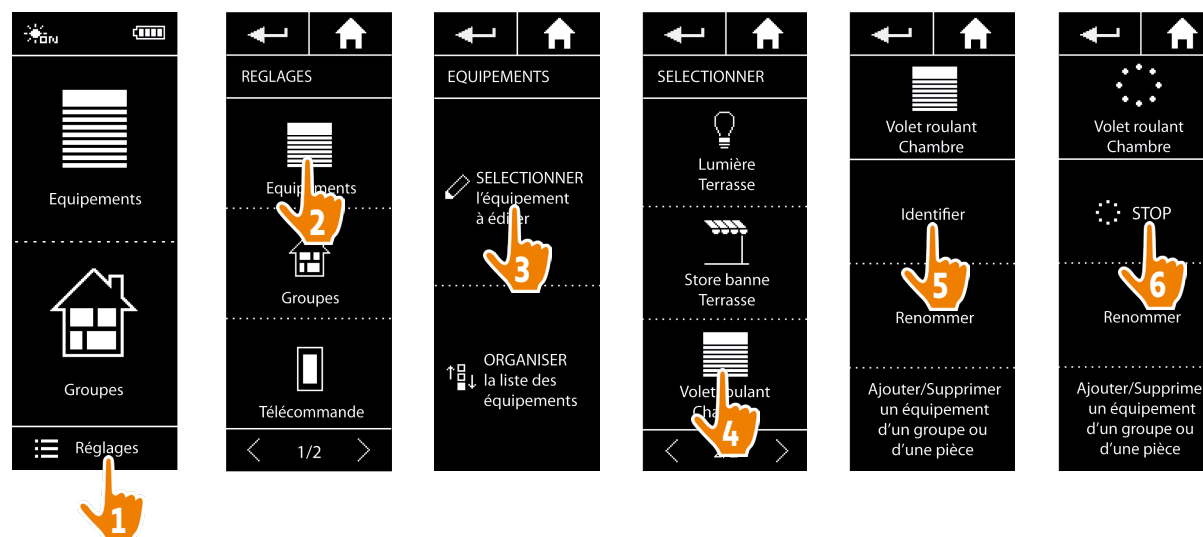 ON
Equipements
Groupes
Réglages
1
REGLAGES
Equipements
2
Groupes
Télécommande
1/2
EQUIPEMENTS
SELECTIONNER
l'équipement
à éditer
3
ORGANISER
la liste des
équipements
SELECTIONNER
Lumière
Terrasse
Store banne
Terrasse
Volet roulant
4
Volet roulant
Chambre
Identifier
5
Renommer
Ajouter/Supprimer
un équipement
d'un groupe ou
d'une pièce
Volet roulant
Chambre
STOP
6
Renommer
Ajouter/Supprime
un équipement
d'un groupe ou
d'une pièce